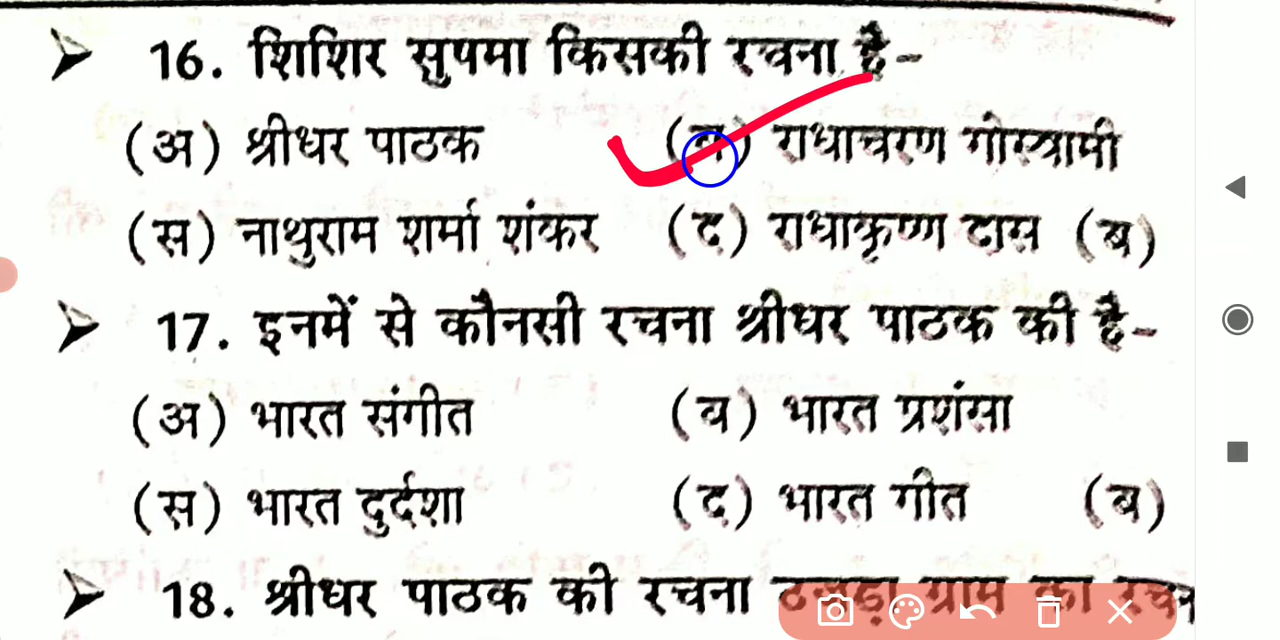 16. शिशिर सुषमा किसकी रचना है-
(अ) श्रीधर पाठक (ब) राधाचरण गोस्वामी
(स) नाथुराम शर्मा शंकर (द) राधाकृष्ण दास (ब)
17. इनमें से कौनसी रचना श्रीधर पाठक की है-
(अ) भारत संगीत (ब) भारत प्रशंसा
(स) भारत दुर्दशा (द) भारत गीत (ब)
18. श्रीधर पाठक की रचना ग्राम का